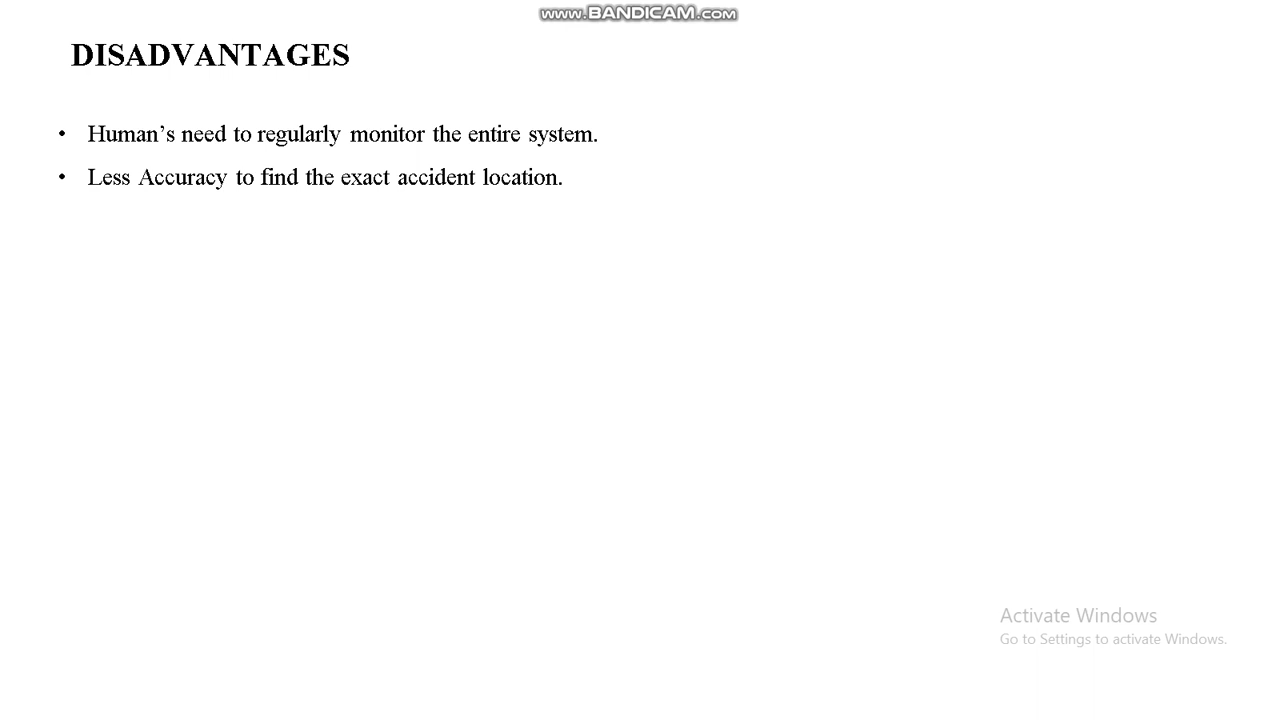 www.BANDICAM.com
DISADVANTAGES
• Human’s need to regularly monitor the entire system.
• Less Accuracy to find the exact accident location.
Activate Windows
Go to Settings to activate Windows.